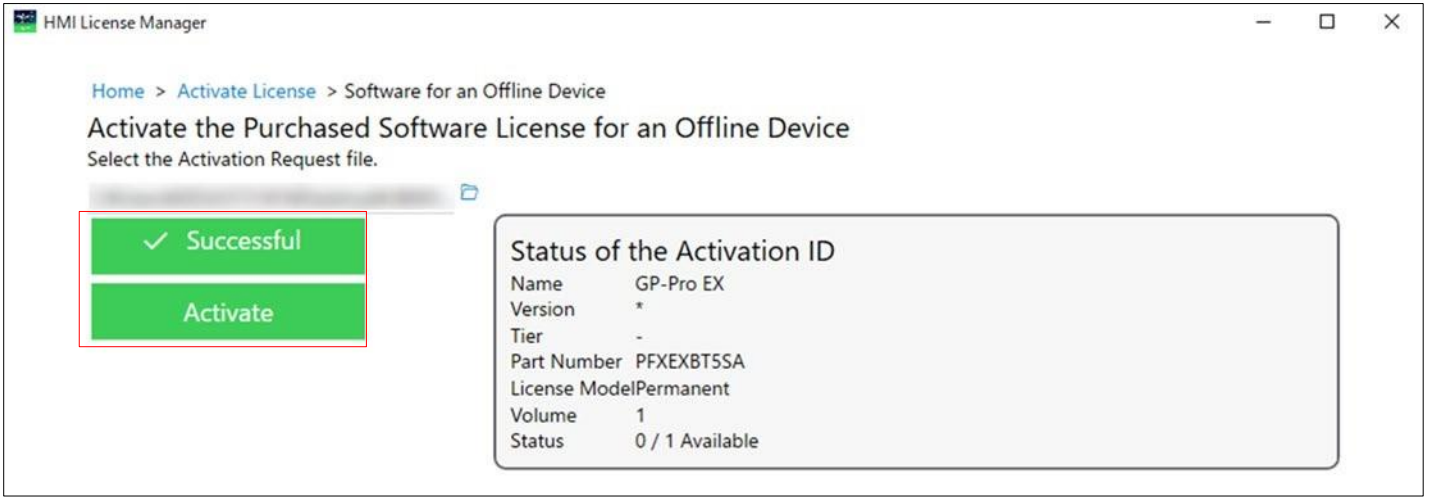 HMI License Manager
Home > Activate License > Software for an Offline Device
Activate the Purchased Software License for an Offline Device
Select the Activation Request file.
Successful
Activate
Status of the Activation ID
Name GP-Pro EX
Version *
Tier -
Part Number PFXEXBT5SA
License Model Permanent
Volume 1
Status 0 / 1 Available